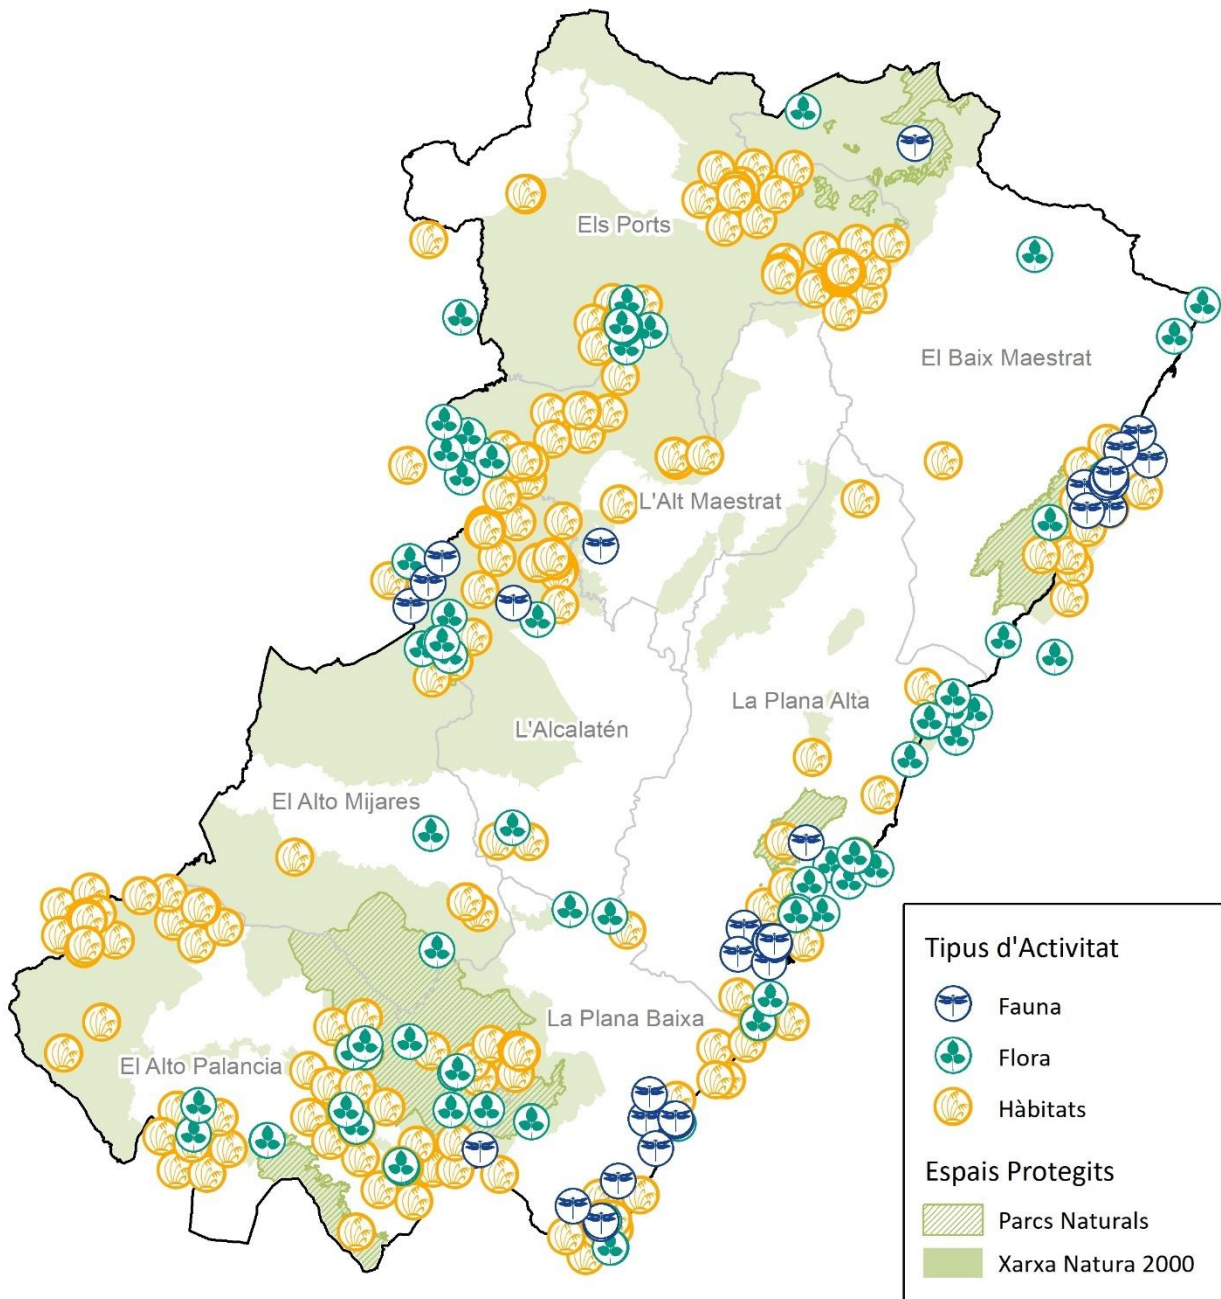 Els Ports
El Baix Maestrat
L'Alt Maestrat
La Plana Alta
L'Alcalatén
El Alto Mijares
La Plana Baixa
El Alto Palancia
Tipus d'Activitat
Fauna
Flora
Hàbitats
Espais Protegits
Parcs Naturals
Xarxa Natura 2000